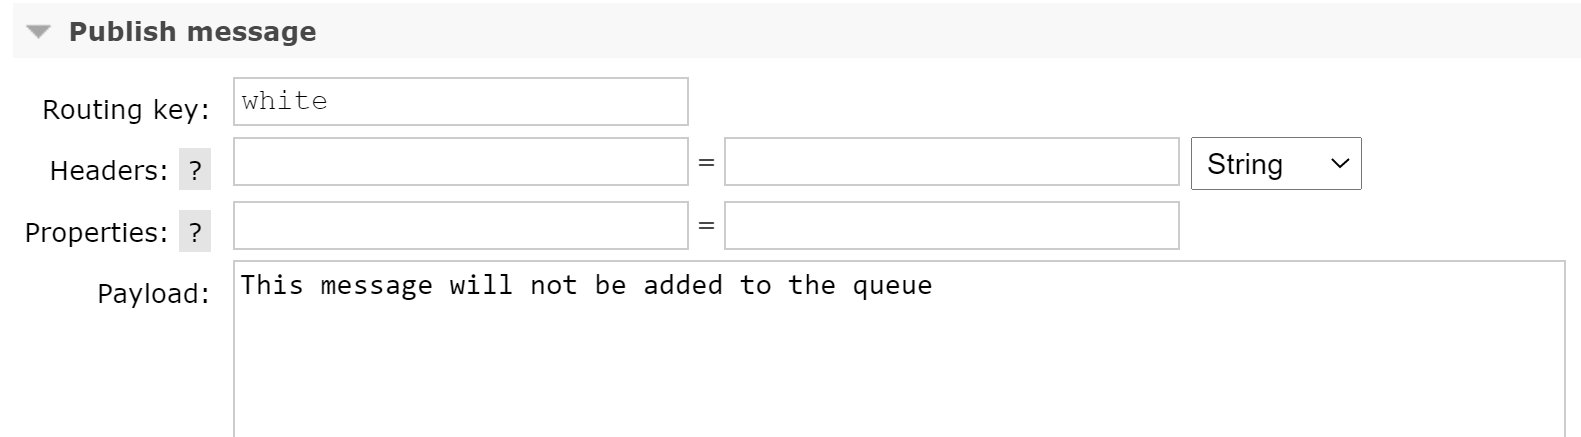 Publish message
Routing key: white
Headers: ? = String
Properties: ? =
Payload: This message will not be added to the queue